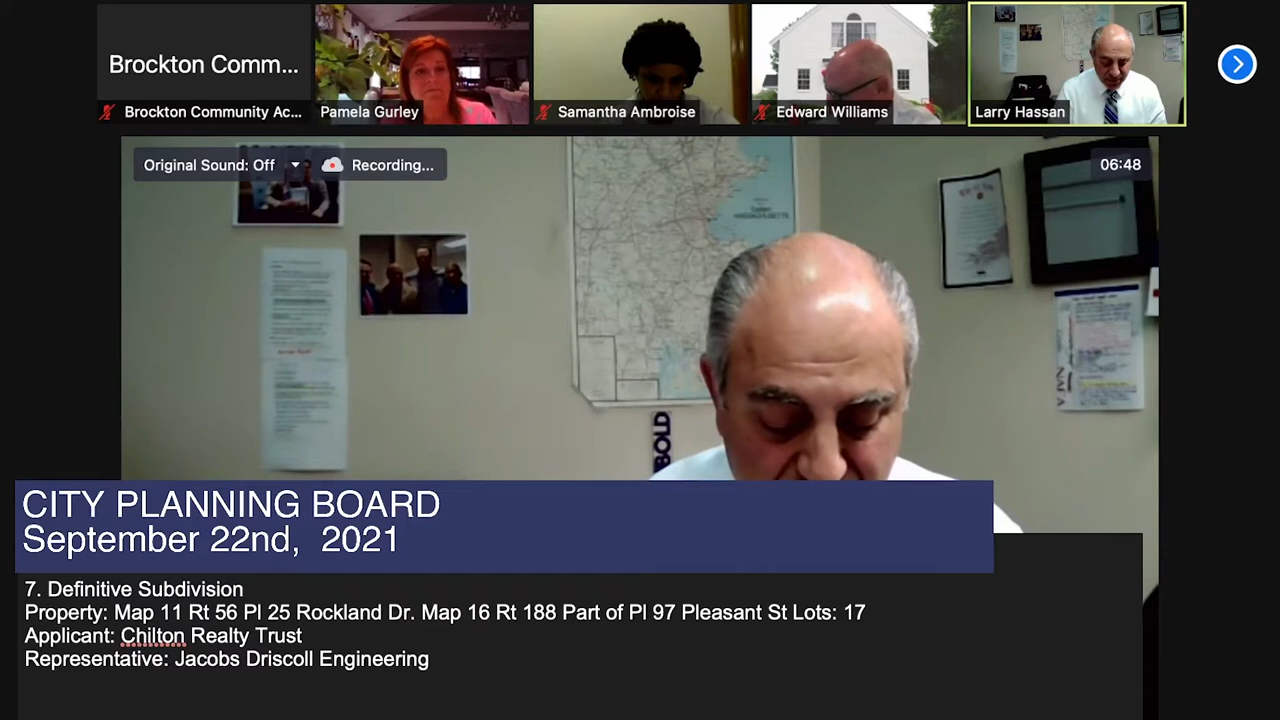 Brockton Comm...
Brockton Community Ac...
Pamela Gurley
Samantha Ambroise
Edward Williams
Larry Hassan
Original Sound: Off
Recording...
06:48
Eastern
MASSACHUSETTS
BOLD
CITY PLANNING BOARD
September 22nd, 2021
7. Definitive Subdivision
Property: Map 11 Rt 56 Pl 25 Rockland Dr. Map 16 Rt 188 Part of Pl 97 Pleasant St Lots: 17
Applicant: Chilton Realty Trust
Representative: Jacobs Driscoll Engineering